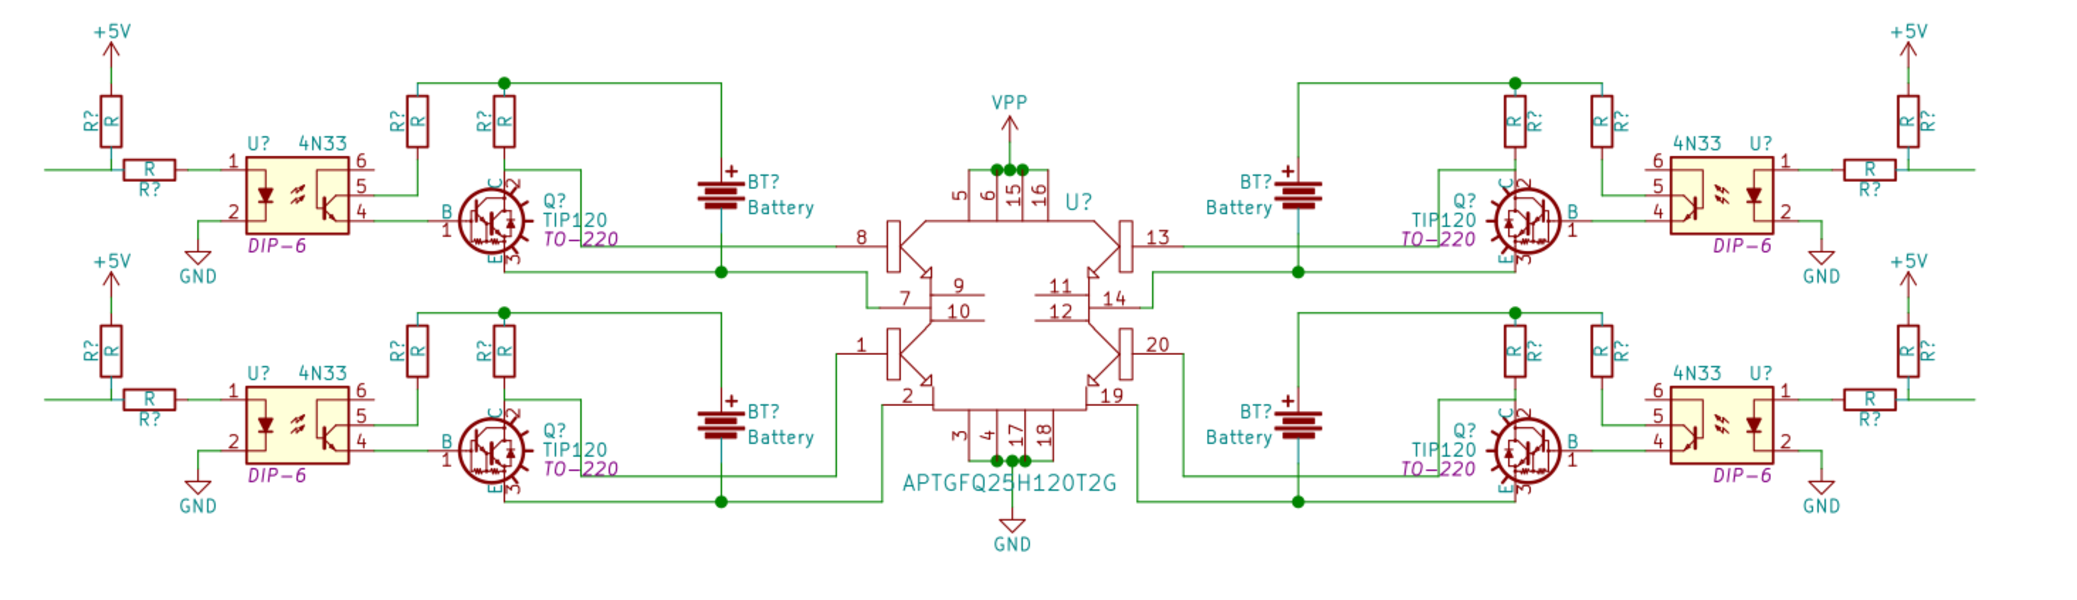 +5V
R?
R
R
R?
U?
4N33
1
2
6
5
4
DIP-6
GND
R?
R
R?
R
B
1
C
2
E
3
Q?
TIP120
TO-220
+
BT?
Battery
8
7
9
10
VPP
5
6
15
16
U?
13
11
14
12
+
BT?
Battery
R
R?
R
R?
Q?
TIP120
TO-220
C
2
E
3
B
1
4N33
U?
6
5
4
1
2
DIP-6
GND
+5V
R
R?
R
R?
+5V
R?
R
R
R?
U?
4N33
1
2
6
5
4
DIP-6
GND
R?
R
R?
R
B
1
C
2
E
3
Q?
TIP120
TO-220
+
BT?
Battery
1
2
3
4
17
18
20
19
APTGFQ25H120T2G
GND
+
BT?
Battery
R
R?
R
R?
Q?
TIP120
TO-220
C
2
E
3
B
1
4N33
U?
6
5
4
1
2
DIP-6
GND
+5V
R
R?
R
R?